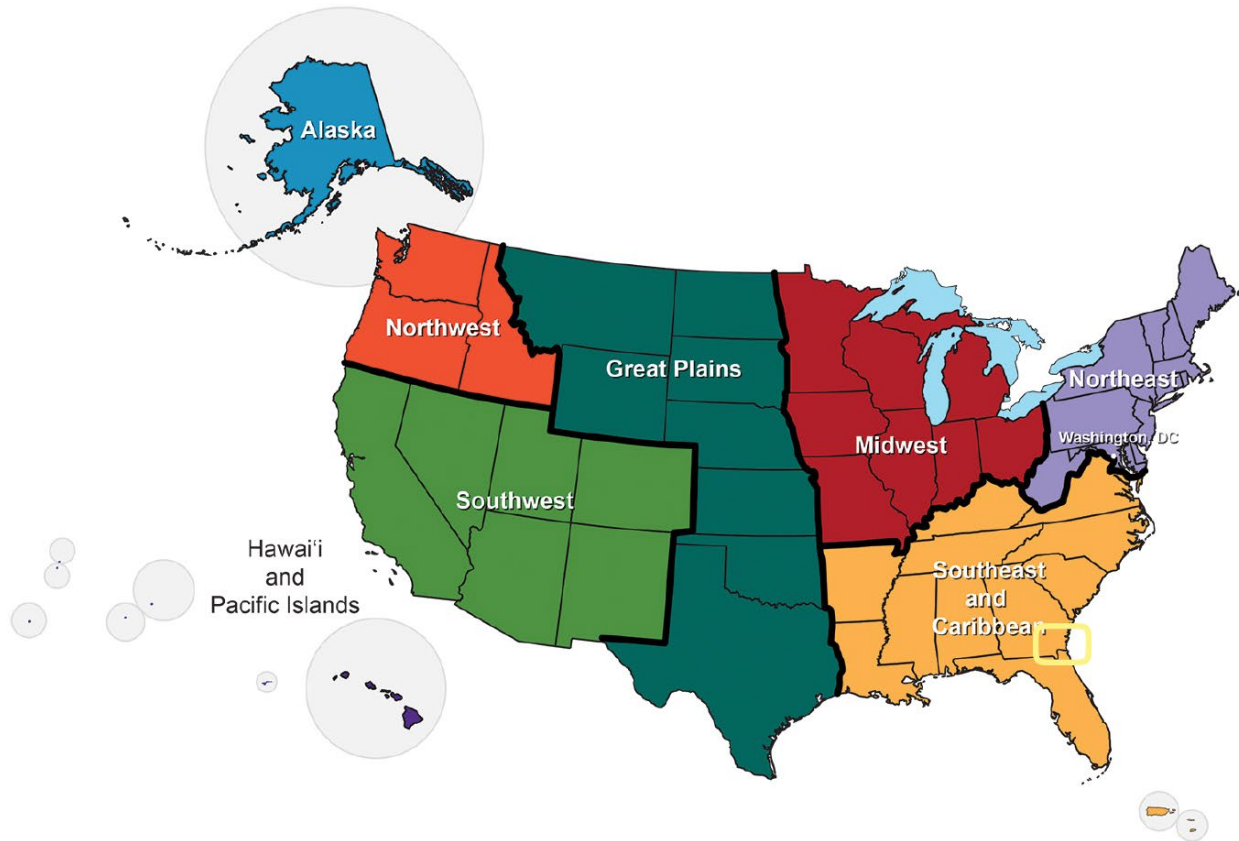 Alaska
Northwest
Great Plains
Midwest
Northeast
Washington, DC
Southwest
Hawai‘i
and
Pacific Islands
Southeast
and
Caribbean